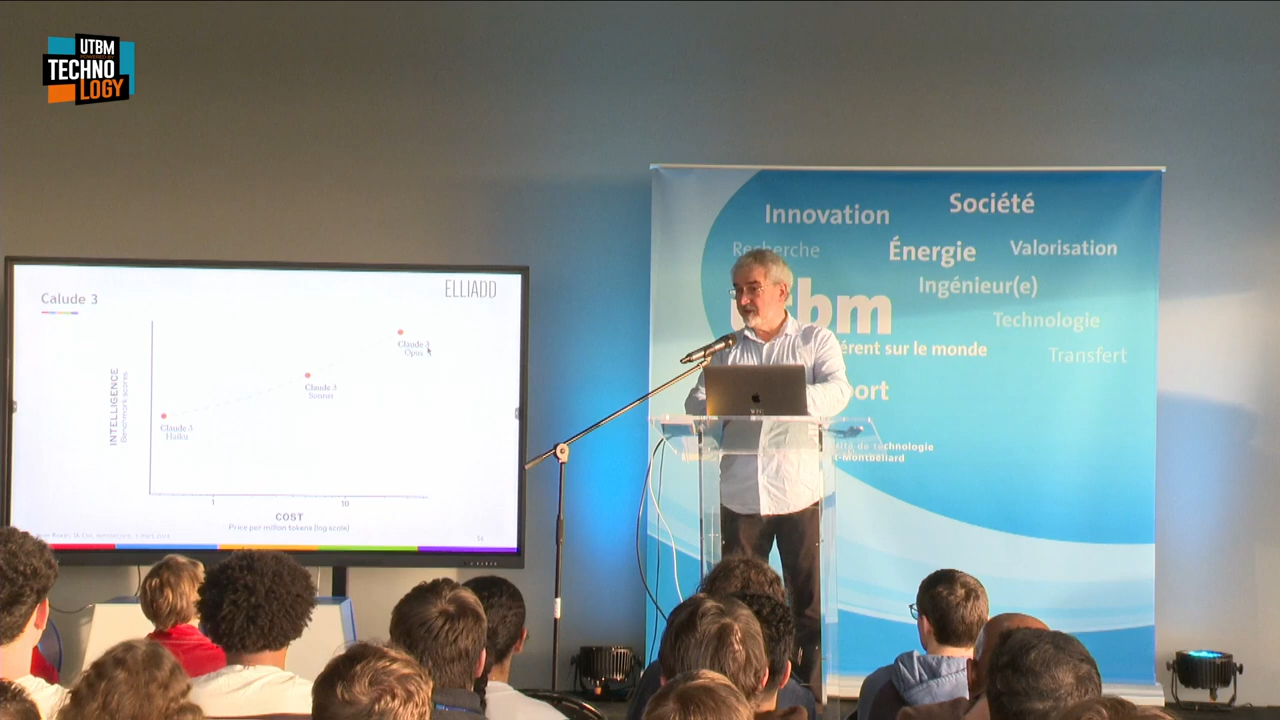 UTBM
TECHNO
LOGY
Calude 3
ELLIADD
INTELLIGENCE
Benchmark scores
Claude 3
Opus
Claude 3
Sonnet
Claude 3
Haiku
1
10
COST
Price per million tokens (log scale)
Innovation
Société
Recherche
Énergie
Valorisation
Ingénieur(e)
utbm
Technologie
érent sur le monde
Transfert
port
de technologie
t-Montbéliard